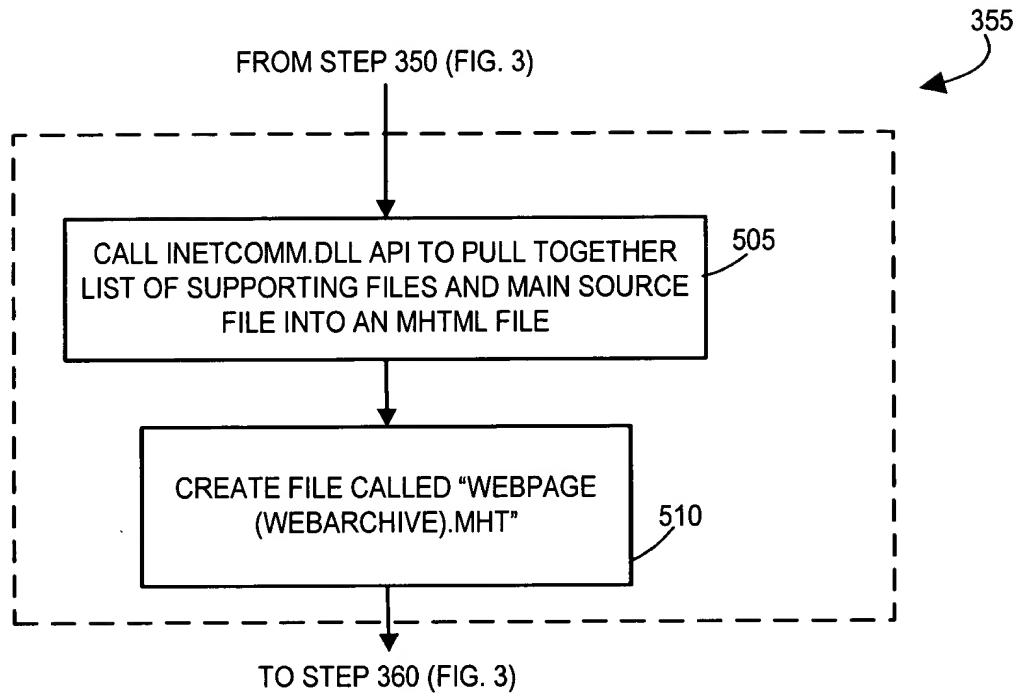 355
FROM STEP 350 (FIG. 3)
CALL INETCOMM.DLL API TO PULL TOGETHER
LIST OF SUPPORTING FILES AND MAIN SOURCE
FILE INTO AN MHTML FILE
505
CREATE FILE CALLED “WEBPAGE
(WEBARCHIVE).MHT”
510
TO STEP 360 (FIG. 3)